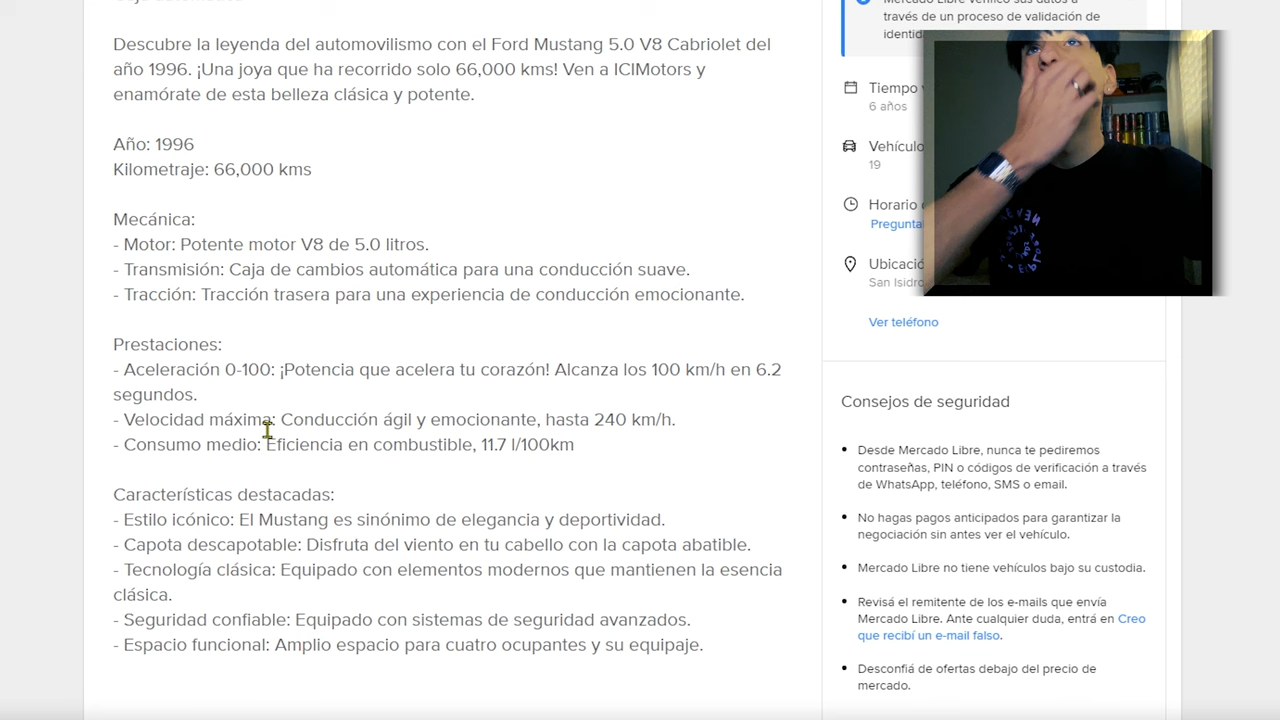 Descubre la leyenda del automovilismo con el Ford Mustang 5.0 V8 Cabriolet del
año 1996. ¡Una joya que ha recorrido solo 66,000 kms! Ven a ICIMotors y
enamórate de esta belleza clásica y potente.
Año: 1996
Kilometraje: 66,000 kms
Mecánica:
- Motor: Potente motor V8 de 5.0 litros.
- Transmisión: Caja de cambios automática para una conducción suave.
- Tracción: Tracción trasera para una experiencia de conducción emocionante.
Prestaciones:
- Aceleración 0-100: ¡Potencia que acelera tu corazón! Alcanza los 100 km/h en 6.2
segundos.
- Velocidad máxima: Conducción ágil y emocionante, hasta 240 km/h.
- Consumo medio: Eficiencia en combustible, 11.7 l/100km
Características destacadas:
- Estilo icónico: El Mustang es sinónimo de elegancia y deportividad.
- Capota descapotable: Disfruta del viento en tu cabello con la capota abatible.
- Tecnología clásica: Equipado con elementos modernos que mantienen la esencia
clásica.
- Seguridad confiable: Equipado con sistemas de seguridad avanzados.
- Espacio funcional: Amplio espacio para cuatro ocupantes y su equipaje.
Mercado Libre verificó sus datos a
través de un proceso de validación de
identid
Tiempo
6 años
Vehículo
19
Horario
Pregunta
Ubicació
San Isidro
Ver teléfono
Consejos de seguridad
Desde Mercado Libre, nunca te pediremos
contraseñas, PIN o códigos de verificación a través
de WhatsApp, teléfono, SMS o email.
No hagas pagos anticipados para garantizar la
negociación sin antes ver el vehículo.
Mercado Libre no tiene vehículos bajo su custodia.
Revisá el remitente de los e-mails que envía
Mercado Libre. Ante cualquier duda, entrá en Creo
que recibí un e-mail falso.
Desconfiá de ofertas debajo del precio de
mercado.